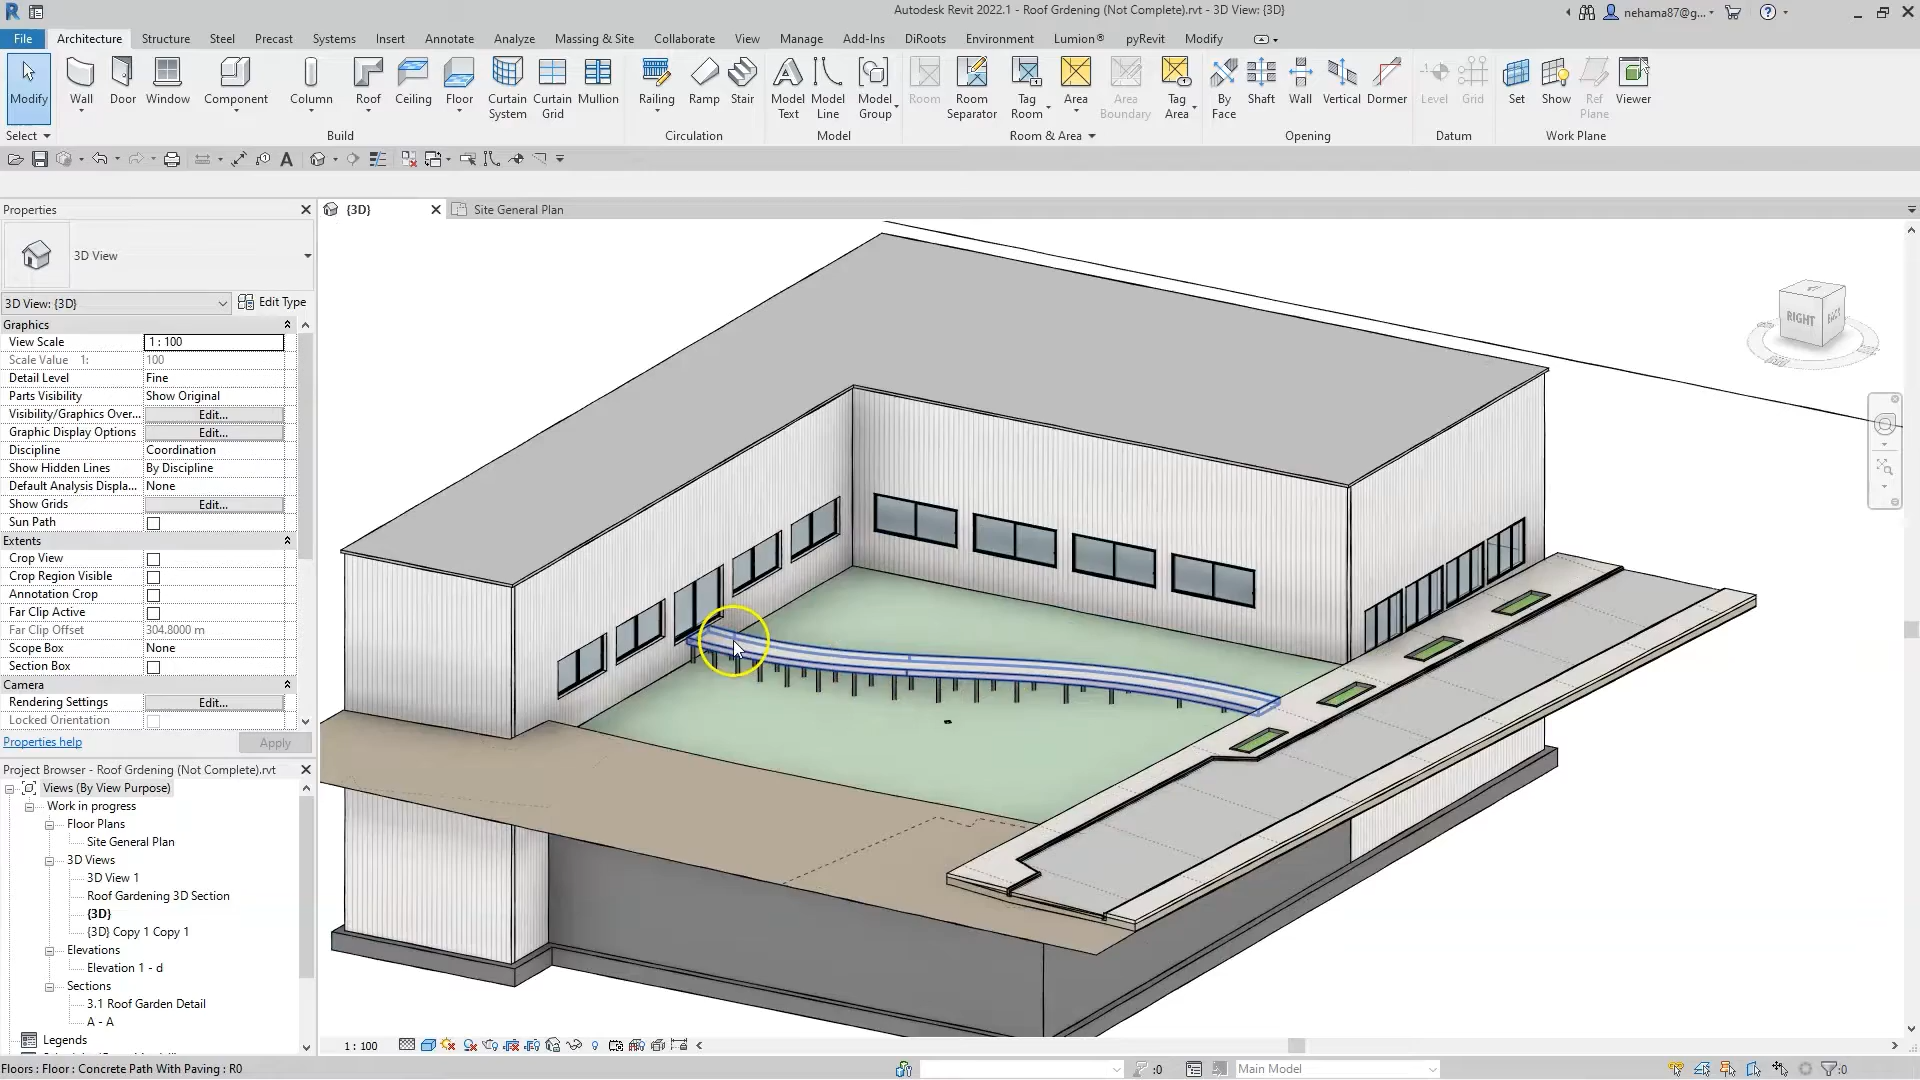 Autodesk Revit 2022.1 - Roof Grdening (Not Complete).rvt - 3D View: {3D}
nehama87@g...
File Architecture Structure Steel Precast Systems Insert Annotate Analyze Massing & Site Collaborate View Manage Add-Ins DiRoots Environment Lumion® pyRevit Modify
Modify Wall Door Window Component Column Roof Ceiling Floor Curtain System Curtain Grid Mullion Railing Ramp Stair Model Text Model Line Model Group Room Room Separator Tag Room Area Area Boundary Tag Area By Face Shaft Wall Vertical Dormer Level Grid Set Show Ref Plane Viewer
Select Build Circulation Model Room & Area Opening Datum Work Plane
Properties
{3D} Site General Plan
3D View
3D View: {3D} Edit Type
Graphics
View Scale 1 : 100
Scale Value 1: 100
Detail Level Fine
Parts Visibility Show Original
Visibility/Graphics Over... Edit...
Graphic Display Options Edit...
Discipline Coordination
Show Hidden Lines By Discipline
Default Analysis Displa... None
Show Grids Edit...
Sun Path
Extents
Crop View
Crop Region Visible
Annotation Crop
Far Clip Active
Far Clip Offset 304.8000 m
Scope Box None
Section Box
Camera
Rendering Settings Edit...
Locked Orientation
Properties help Apply
RIGHT BACK
Project Browser - Roof Grdening (Not Complete).rvt
Views (By View Purpose)
Work in progress
Floor Plans
Site General Plan
3D Views
3D View 1
Roof Gardening 3D Section
{3D}
{3D} Copy 1 Copy 1
Elevations
Elevation 1 - d
Sections
3.1 Roof Garden Detail
A - A
Legends
1 : 100
Floors : Floor : Concrete Path With Paving : R0
:0 Main Model :0